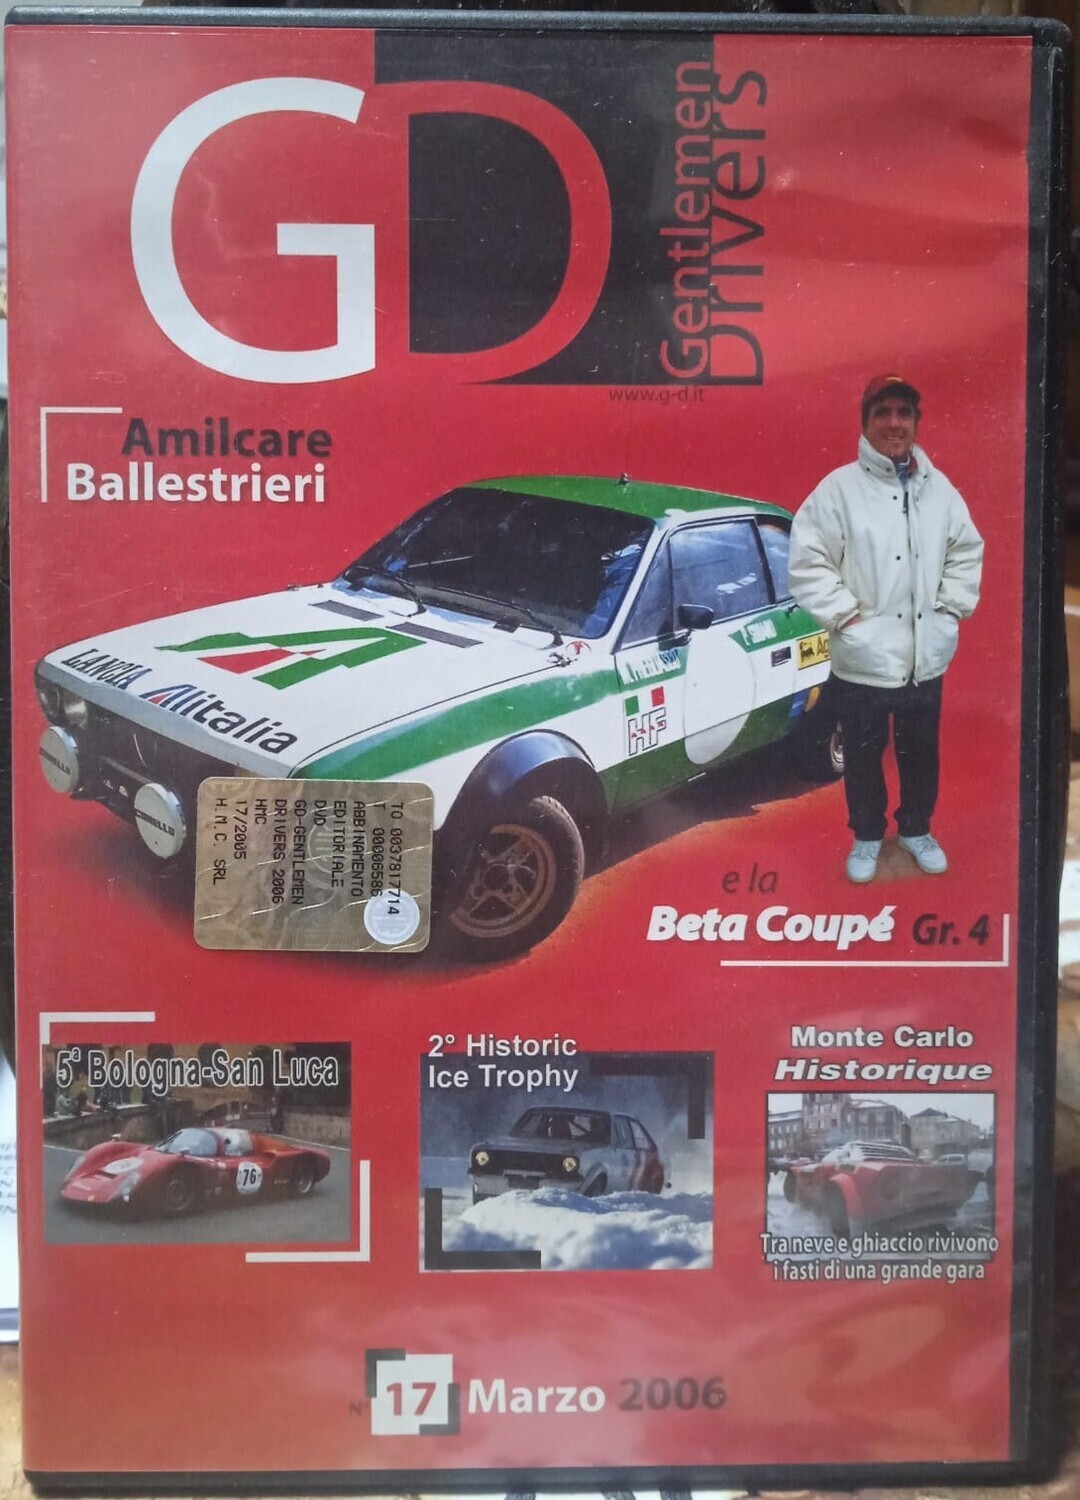 GD
Gentlemen
Drivers
www.g-d.it
Amilcare
Ballestrieri
LANCIA Alitalia
HF
CARELLO
CARELLO
TO 0037817714
T 00006586
ABBINAMENTO
EDITORIALE
DVD
GD-GENTLEMEN
DRIVERS 2006
HMC
17/2005
H.M.C. SRL
e la
Beta Coupé Gr. 4
5ª Bologna-San Luca
76
2° Historic
Ice Trophy
Monte Carlo
Historique
Tra neve e ghiaccio rivivono
i fasti di una grande gara
N° 17 Marzo 2006